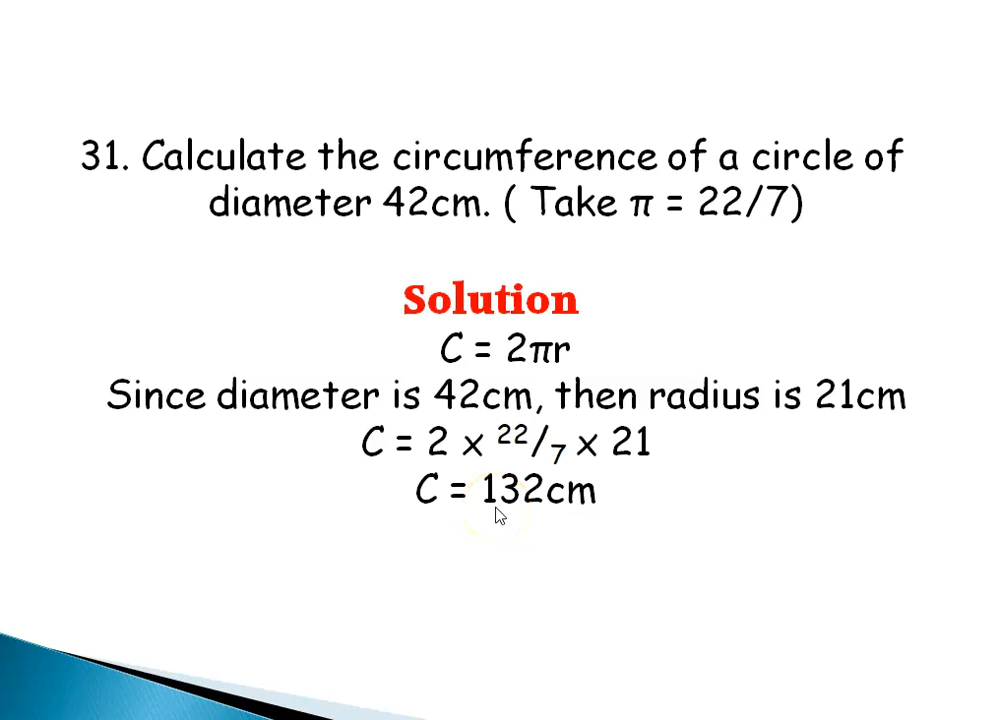 31. Calculate the circumference of a circle of
diameter 42cm. ( Take π = 22/7)
Solution
C = 2πr
Since diameter is 42cm, then radius is 21cm
C = 2 x ²²/₇ x 21
C = 132cm